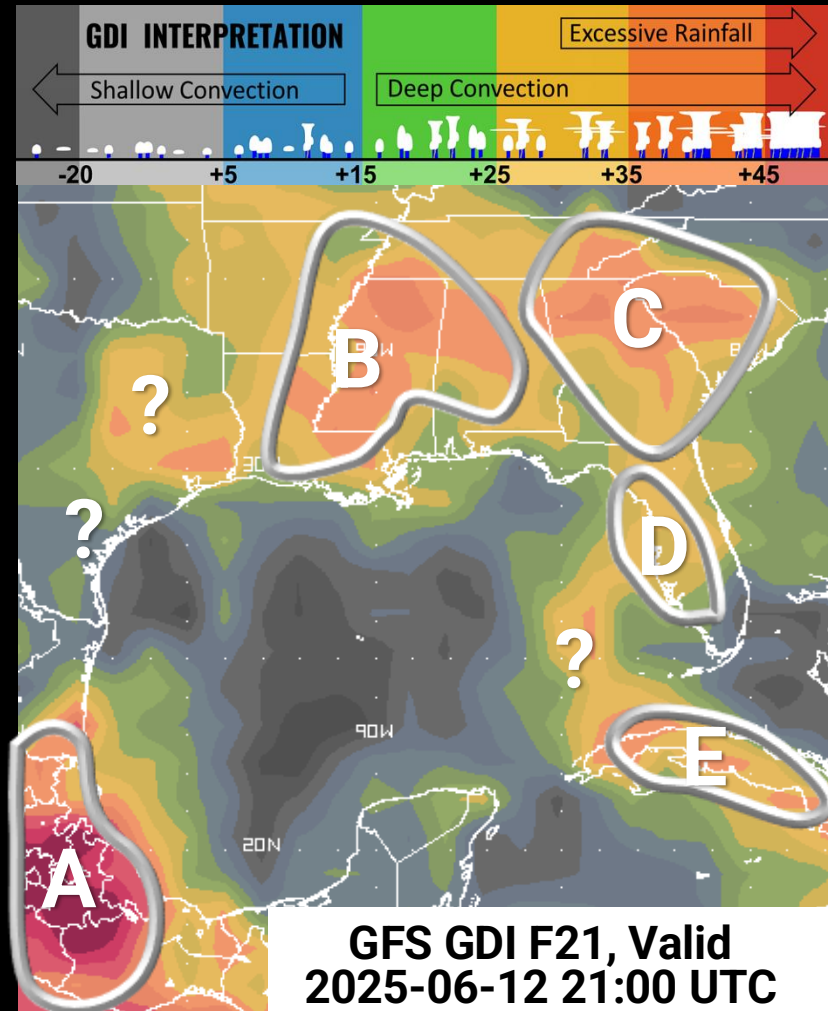 GDI INTERPRETATION
Excessive Rainfall
Shallow Convection
Deep Convection
-20 +5 +15 +25 +35 +45
B
C
?
30
?
D
?
90W
E
20N
A
GFS GDI F21, Valid
2025-06-12 21:00 UTC